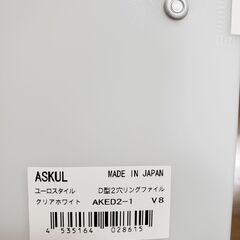 ASKUL MADE IN JAPAN
ユーロスタイル D型2穴リングファイル
クリアホワイト AKED2-1 V8
4 535164 028615